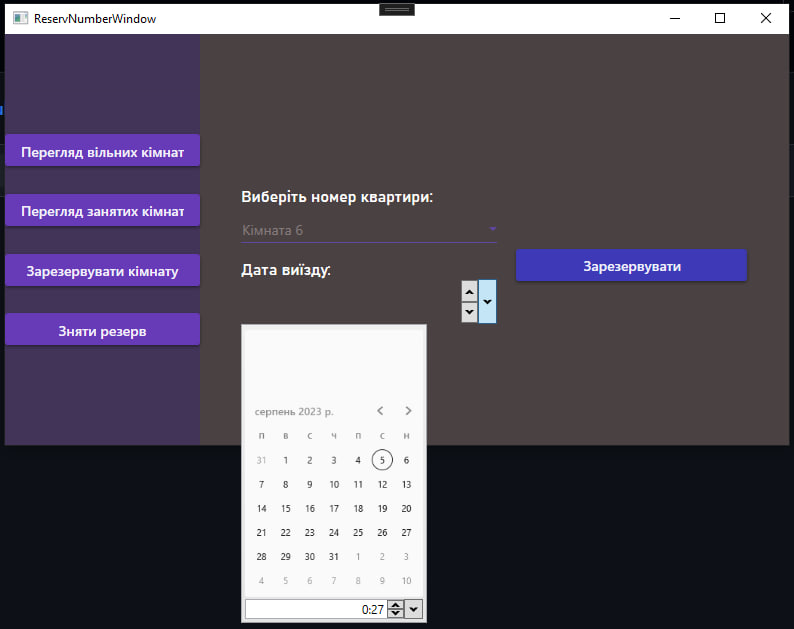 ReservNumberWindow
Перегляд вільних кімнат
Перегляд занятих кімнат
Зарезервувати кімнату
Зняти резерв
Виберіть номер квартири:
Кімната 6
Дата виїзду:
Зарезервувати
серпень 2023 р.
П В С Ч П С Н
31 1 2 3 4 5 6
7 8 9 10 11 12 13
14 15 16 17 18 19 20
21 22 23 24 25 26 27
28 29 30 31 1 2 3
4 5 6 7 8 9 10
0:27